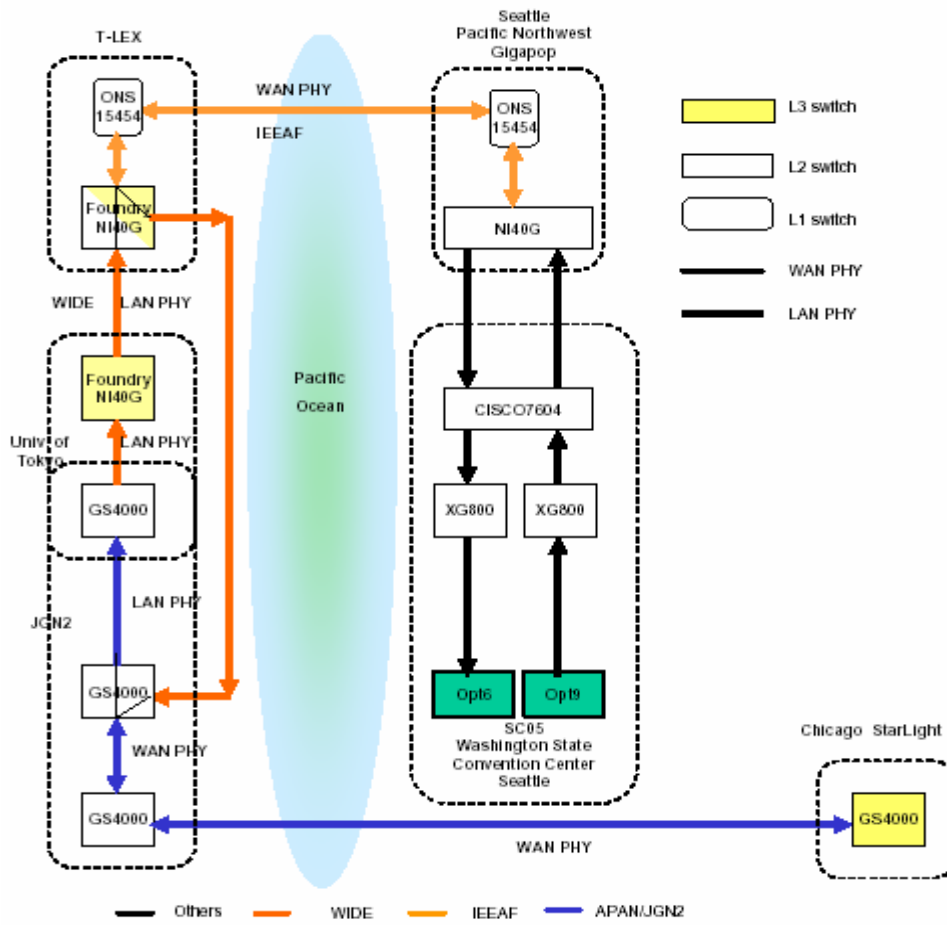 T-LEX
ONS
15454
WAN PHY
IEEAF
Foundry
NI40G
WIDE LAN PHY
Foundry
NI40G
Univ. of
Tokyo
LAN PHY
GS4000
LAN PHY
JGN2
GS4000
WAN PHY
GS4000
Pacific
Ocean
Seattle
Pacific Northwest
Gigapop
ONS
15454
NI40G
CISCO7604
XG800
XG800
Opt6
Opt9
SC05
Washington State
Convention Center
Seattle
L3 switch
L2 switch
L1 switch
WAN PHY
LAN PHY
Chicago StarLight
GS4000
WAN PHY
Others
WIDE
IEEAF
APAN/JGN2